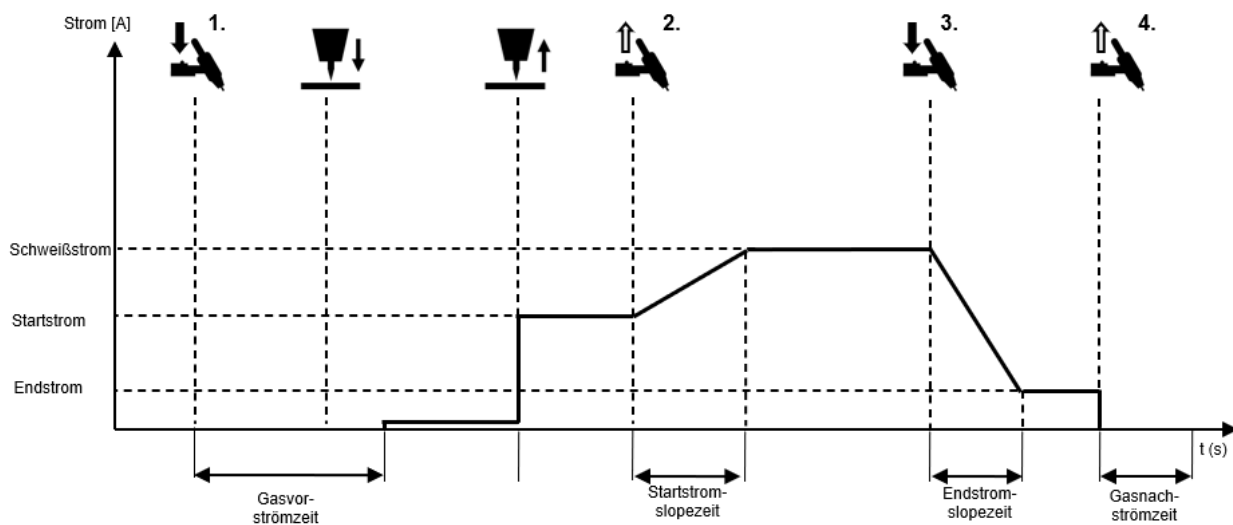 Strom [A]
1.
2.
3.
4.
Schweißstrom
Startstrom
Endstrom
t (s)
Gasvor-
strömzeit
Startstrom-
slopezeit
Endstrom-
slopezeit
Gasnach-
strömzeit